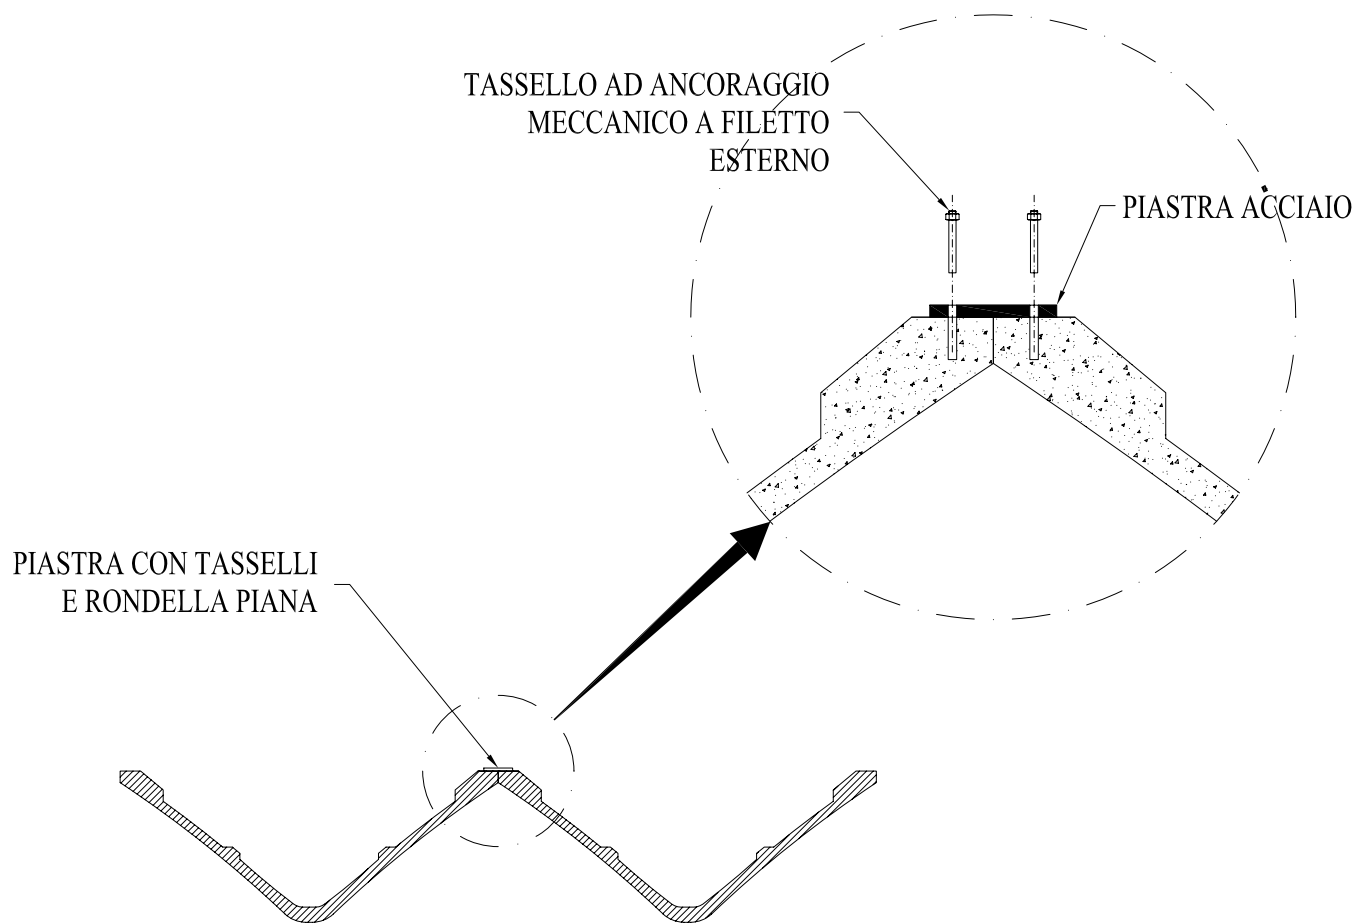 TASSELLO AD ANCORAGGIO
MECCANICO A FILETTO
ESTERNO
PIASTRA ACCIAIO
PIASTRA CON TASSELLI
E RONDELLA PIANA